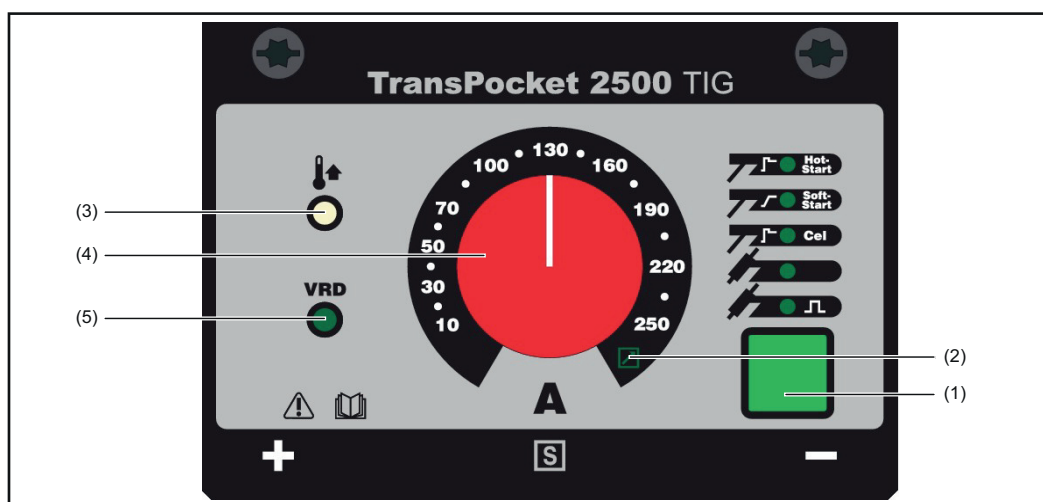 TransPocket 2500 TIG
(3)
(4)
VRD
(5)
10
30
50
70
100
130
160
190
220
250
A
Hot-
Start
Soft-
Start
Cel
(2)
(1)
+
S
−